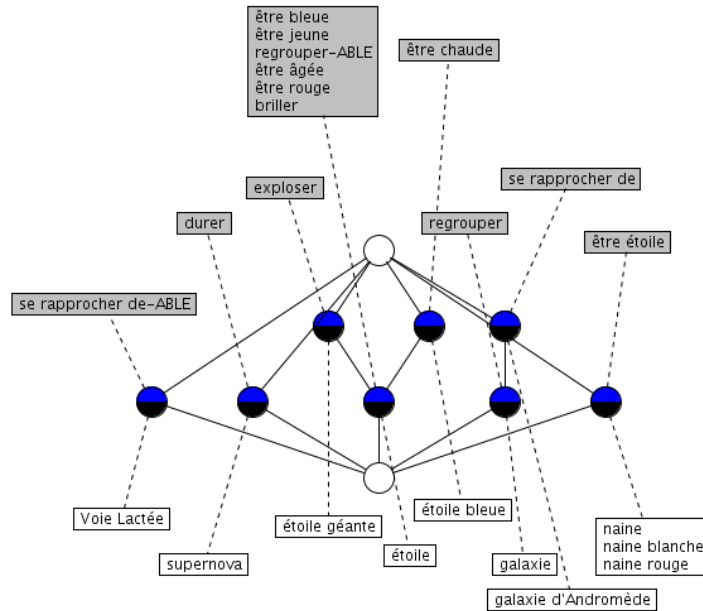 être bleue
être jeune
regrouper-ABLE
être âgée
être rouge
briller
être chaude
se rapprocher de
exploser
durer
regrouper
être étoile
se rapprocher de-ABLE
Voie Lactée
supernova
étoile géante
étoile
étoile bleue
galaxie
galaxie d'Andromède
naine
naine blanche
naine rouge